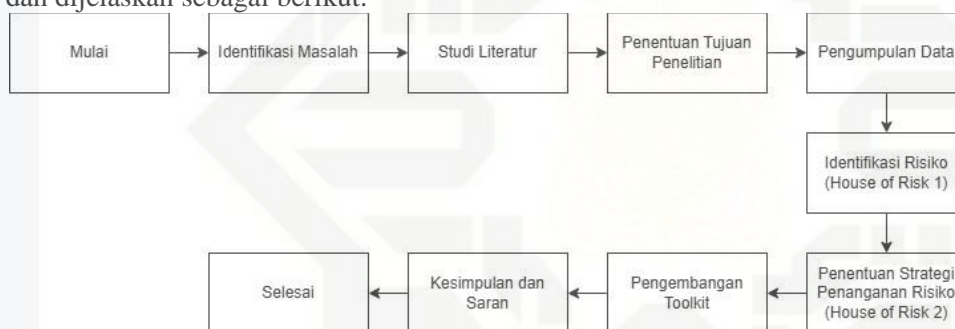 dan dijelaskan sebagai berikut.
Mulai
Identifikasi Masalah
Studi Literatur
Penentuan Tujuan
Penelitian
Pengumpulan Data
Identifikasi Risiko
(House of Risk 1)
Penentuan Strategi
Penanganan Risiko
(House of Risk 2)
Pengembangan
Toolkit
Kesimpulan dan
Saran
Selesai